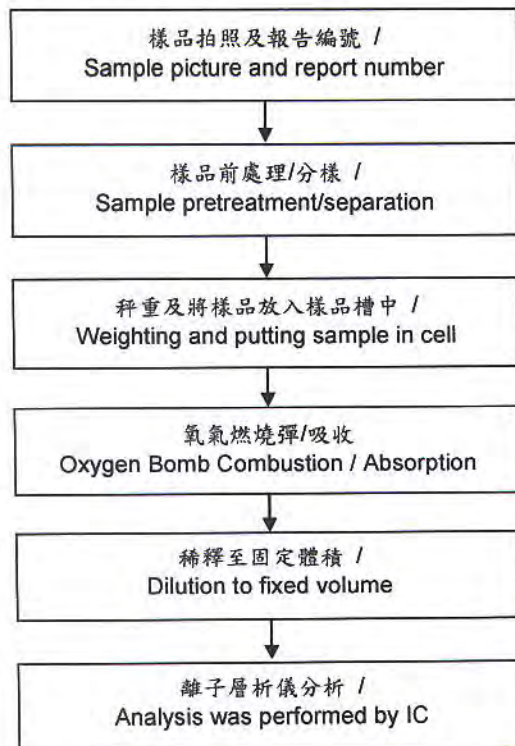 樣品拍照及報告編號 /
Sample picture and report number
樣品前處理/分樣 /
Sample pretreatment/separation
秤重及將樣品放入樣品槽中 /
Weighting and putting sample in cell
氧氣燃燒彈/吸收
Oxygen Bomb Combustion / Absorption
稀釋至固定體積 /
Dilution to fixed volume
離子層析儀分析 /
Analysis was performed by IC